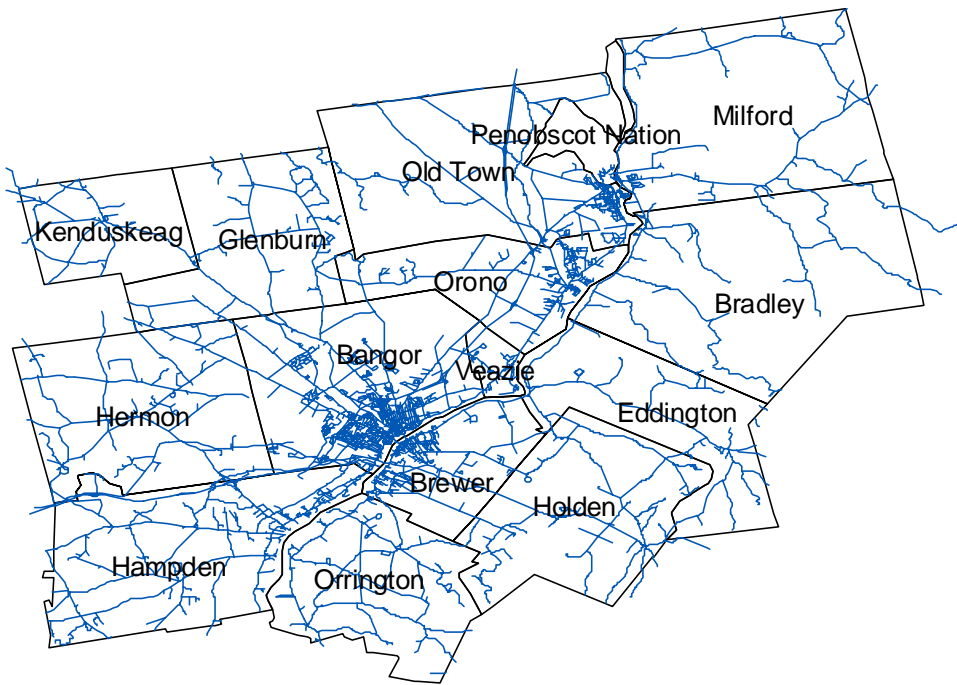 Milford
Penobscot Nation
Old Town
Kenduskeag
Glenburn
Orono
Bradley
Bangor
Veazie
Hermon
Eddington
Brewer
Holden
Hampden
Orrington